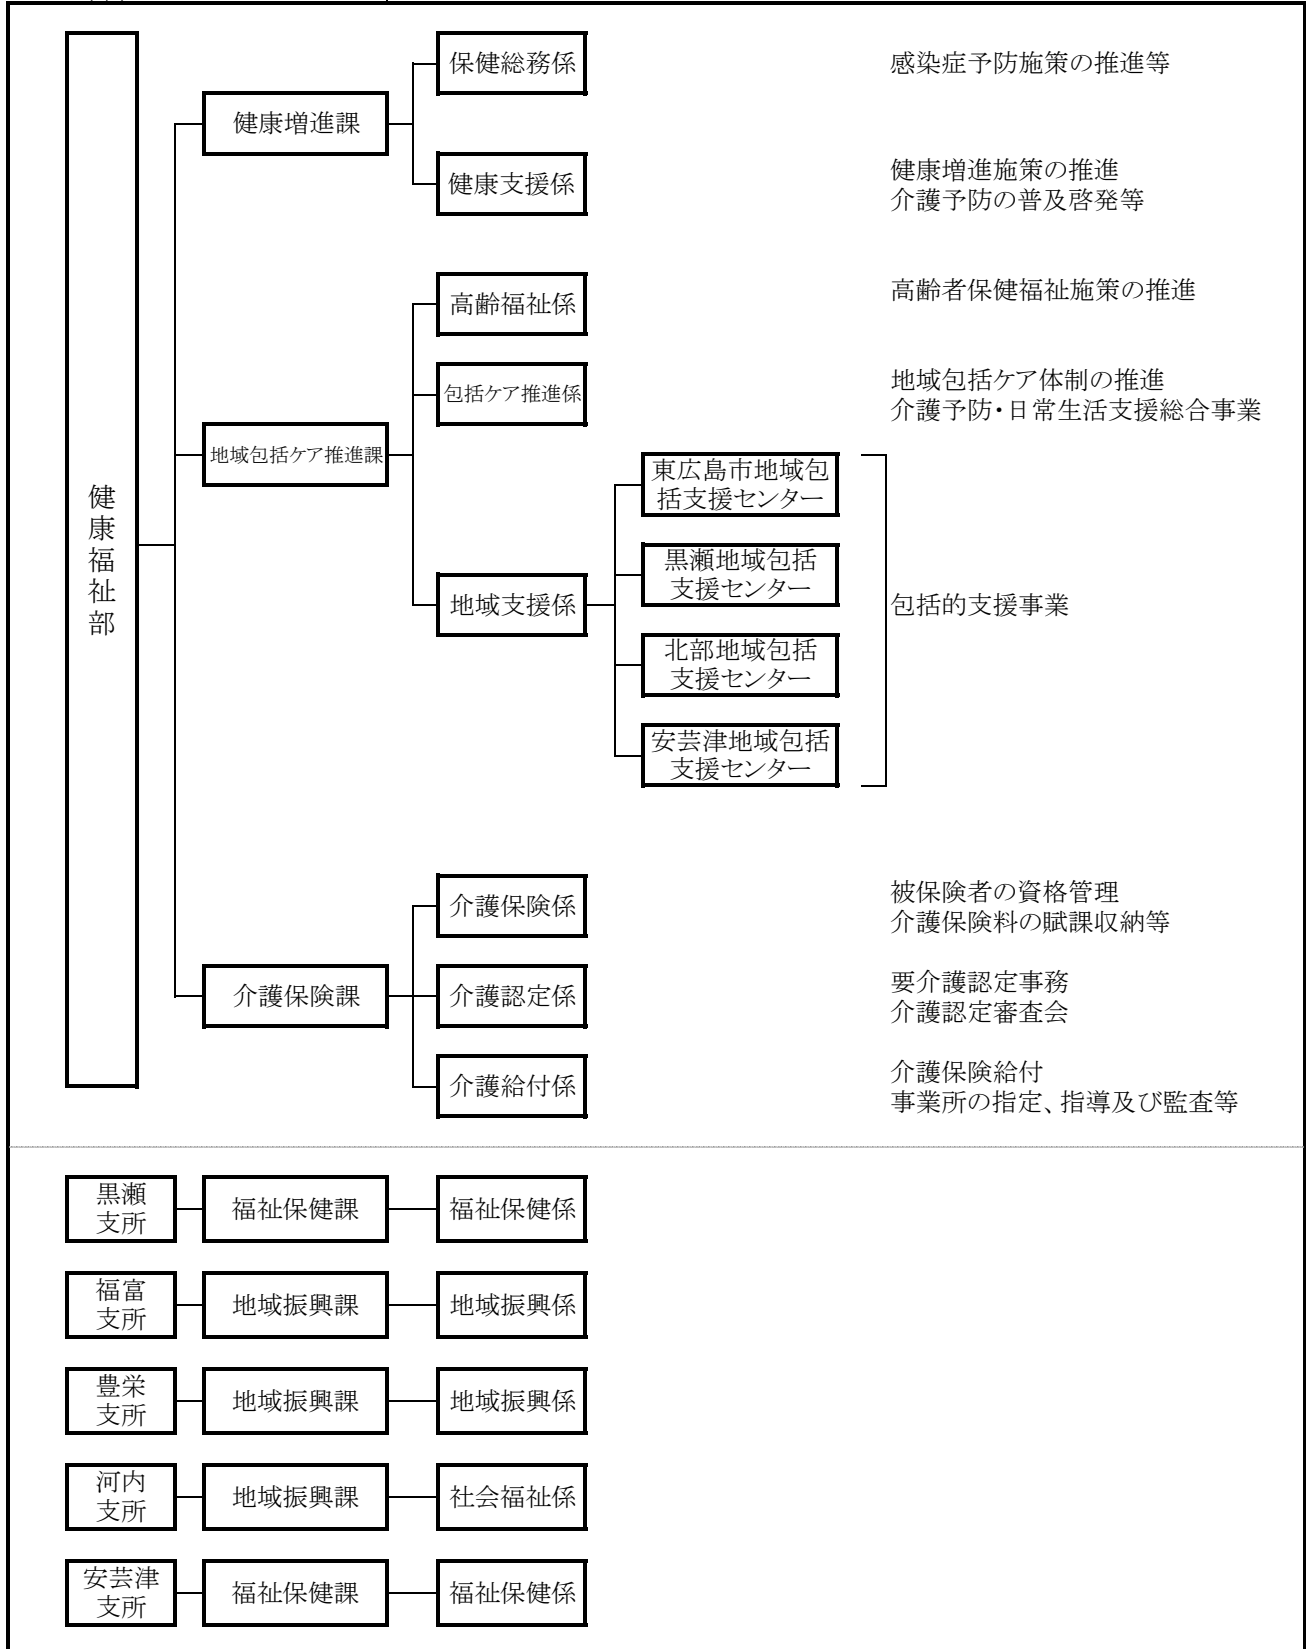 健康福祉部
健康増進課
保健総務係
感染症予防施策の推進等
健康支援係
健康増進施策の推進
介護予防の普及啓発等
地域包括ケア推進課
高齢福祉係
高齢者保健福祉施策の推進
包括ケア推進係
地域包括ケア体制の推進
介護予防・日常生活支援総合事業
地域支援係
東広島市地域包
括支援センター
黒瀬地域包括
支援センター
北部地域包括
支援センター
安芸津地域包括
支援センター
包括的支援事業
介護保険課
介護保険係
被保険者の資格管理
介護保険料の賦課収納等
介護認定係
要介護認定事務
介護認定審査会
介護給付係
介護保険給付
事業所の指定、指導及び監査等
黒瀬
支所
福祉保健課
福祉保健係
福富
支所
地域振興課
地域振興係
豊栄
支所
地域振興課
地域振興係
河内
支所
地域振興課
社会福祉係
安芸津
支所
福祉保健課
福祉保健係